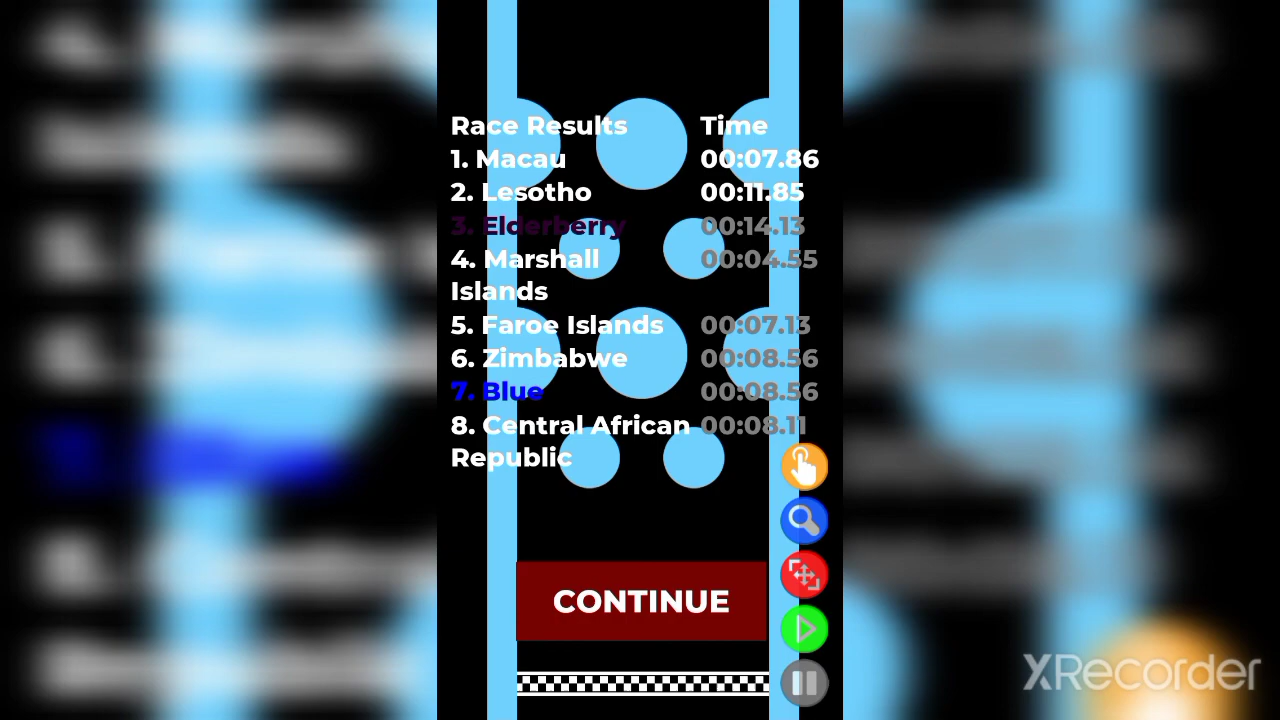 Race Results Time
1. Macau 00:07.86
2. Lesotho 00:11.85
3. Elderberry 00:14.13
4. Marshall 00:04.55
Islands
5. Faroe Islands 00:07.13
6. Zimbabwe 00:08.56
7. Blue 00:08.56
8. Central African 00:08.11
Republic
CONTINUE
XRecorder